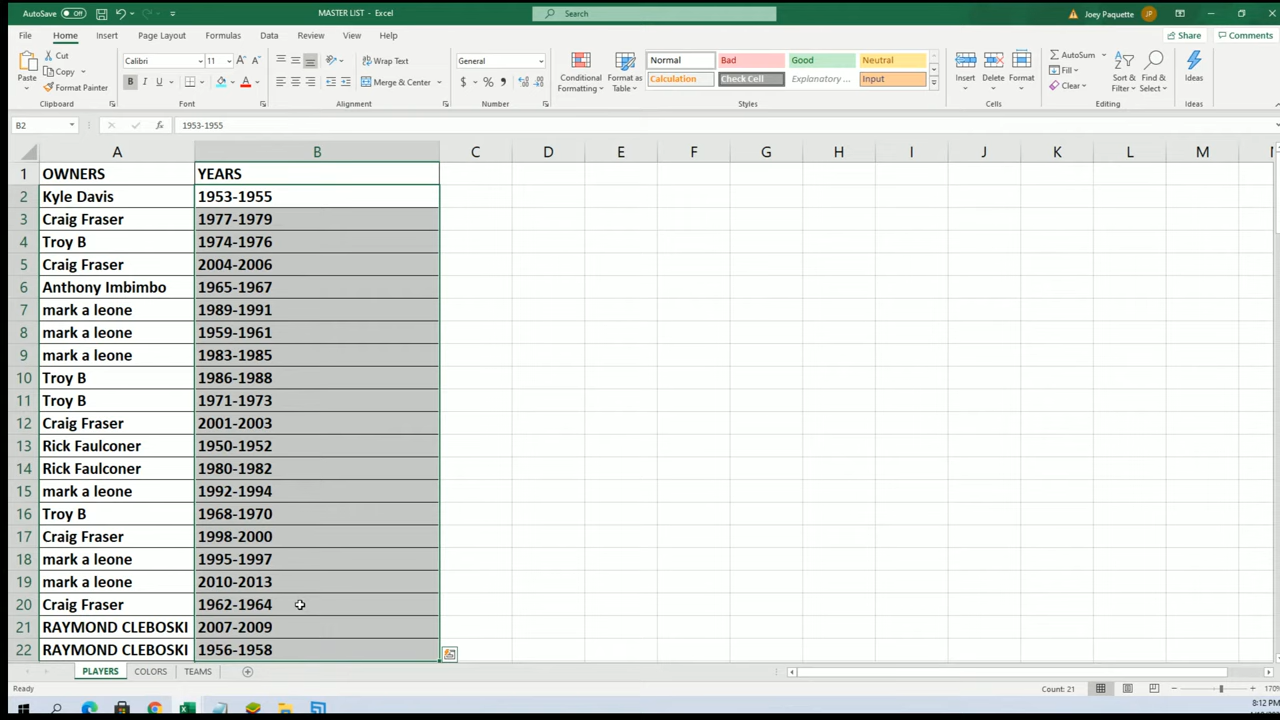 AutoSave Off MASTER LIST - Excel Search Joey Paquette JP
File Home Insert Page Layout Formulas Data Review View Help Share Comments
Paste Cut Copy Format Painter Clipboard
Calibri 11 B I U A Font
Wrap Text Merge & Center Alignment
General $ % Number
Conditional Formatting Format as Table
Normal Bad Good Neutral
Calculation Check Cell Explanatory ... Input
Styles
Insert Delete Format Cells
AutoSum Fill Clear Sort & Filter Find & Select Editing
Ideas Ideas
B2 fx 1953-1955
A B C D E F G H I J K L M
1 OWNERS YEARS
2 Kyle Davis 1953-1955
3 Craig Fraser 1977-1979
4 Troy B 1974-1976
5 Craig Fraser 2004-2006
6 Anthony Imbimbo 1965-1967
7 mark a leone 1989-1991
8 mark a leone 1959-1961
9 mark a leone 1983-1985
10 Troy B 1986-1988
11 Troy B 1971-1973
12 Craig Fraser 2001-2003
13 Rick Faulconer 1950-1952
14 Rick Faulconer 1980-1982
15 mark a leone 1992-1994
16 Troy B 1968-1970
17 Craig Fraser 1998-2000
18 mark a leone 1995-1997
19 mark a leone 2010-2013
20 Craig Fraser 1962-1964
21 RAYMOND CLEBOSKI 2007-2009
22 RAYMOND CLEBOSKI 1956-1958
PLAYERS COLORS TEAMS
Ready Count: 21 170%
8:12 PM